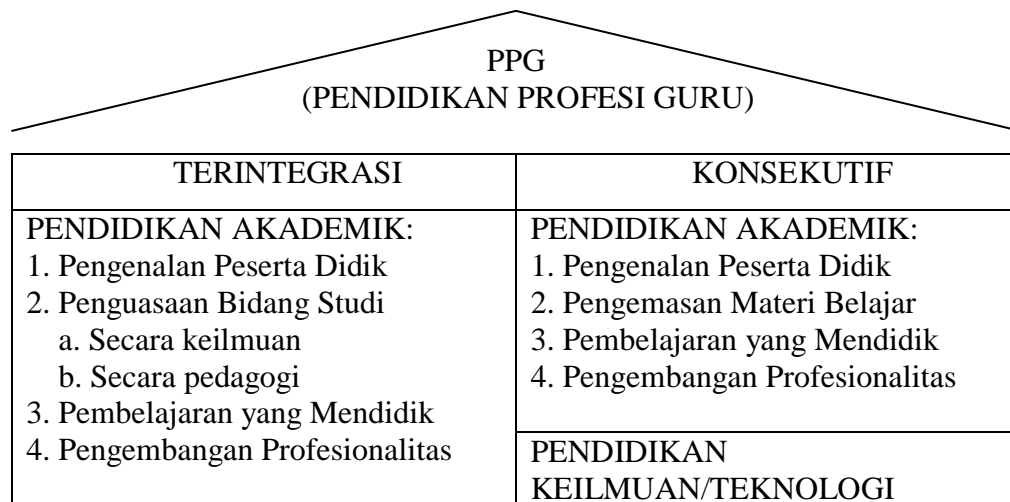 PPG
(PENDIDIKAN PROFESI GURU)
TERINTEGRASI
KONSEKUTIF
PENDIDIKAN AKADEMIK:
1. Pengenalan Peserta Didik
2. Penguasaan Bidang Studi
a. Secara keilmuan
b. Secara pedagogi
3. Pembelajaran yang Mendidik
4. Pengembangan Profesionalitas
PENDIDIKAN AKADEMIK:
1. Pengenalan Peserta Didik
2. Pengemasan Materi Belajar
3. Pembelajaran yang Mendidik
4. Pengembangan Profesionalitas
PENDIDIKAN
KEILMUAN/TEKNOLOGI